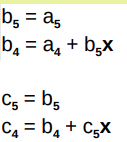 b₅ = a₅
b₄ = a₄ + b₅x
c₅ = b₅
c₄ = b₄ + c₅x